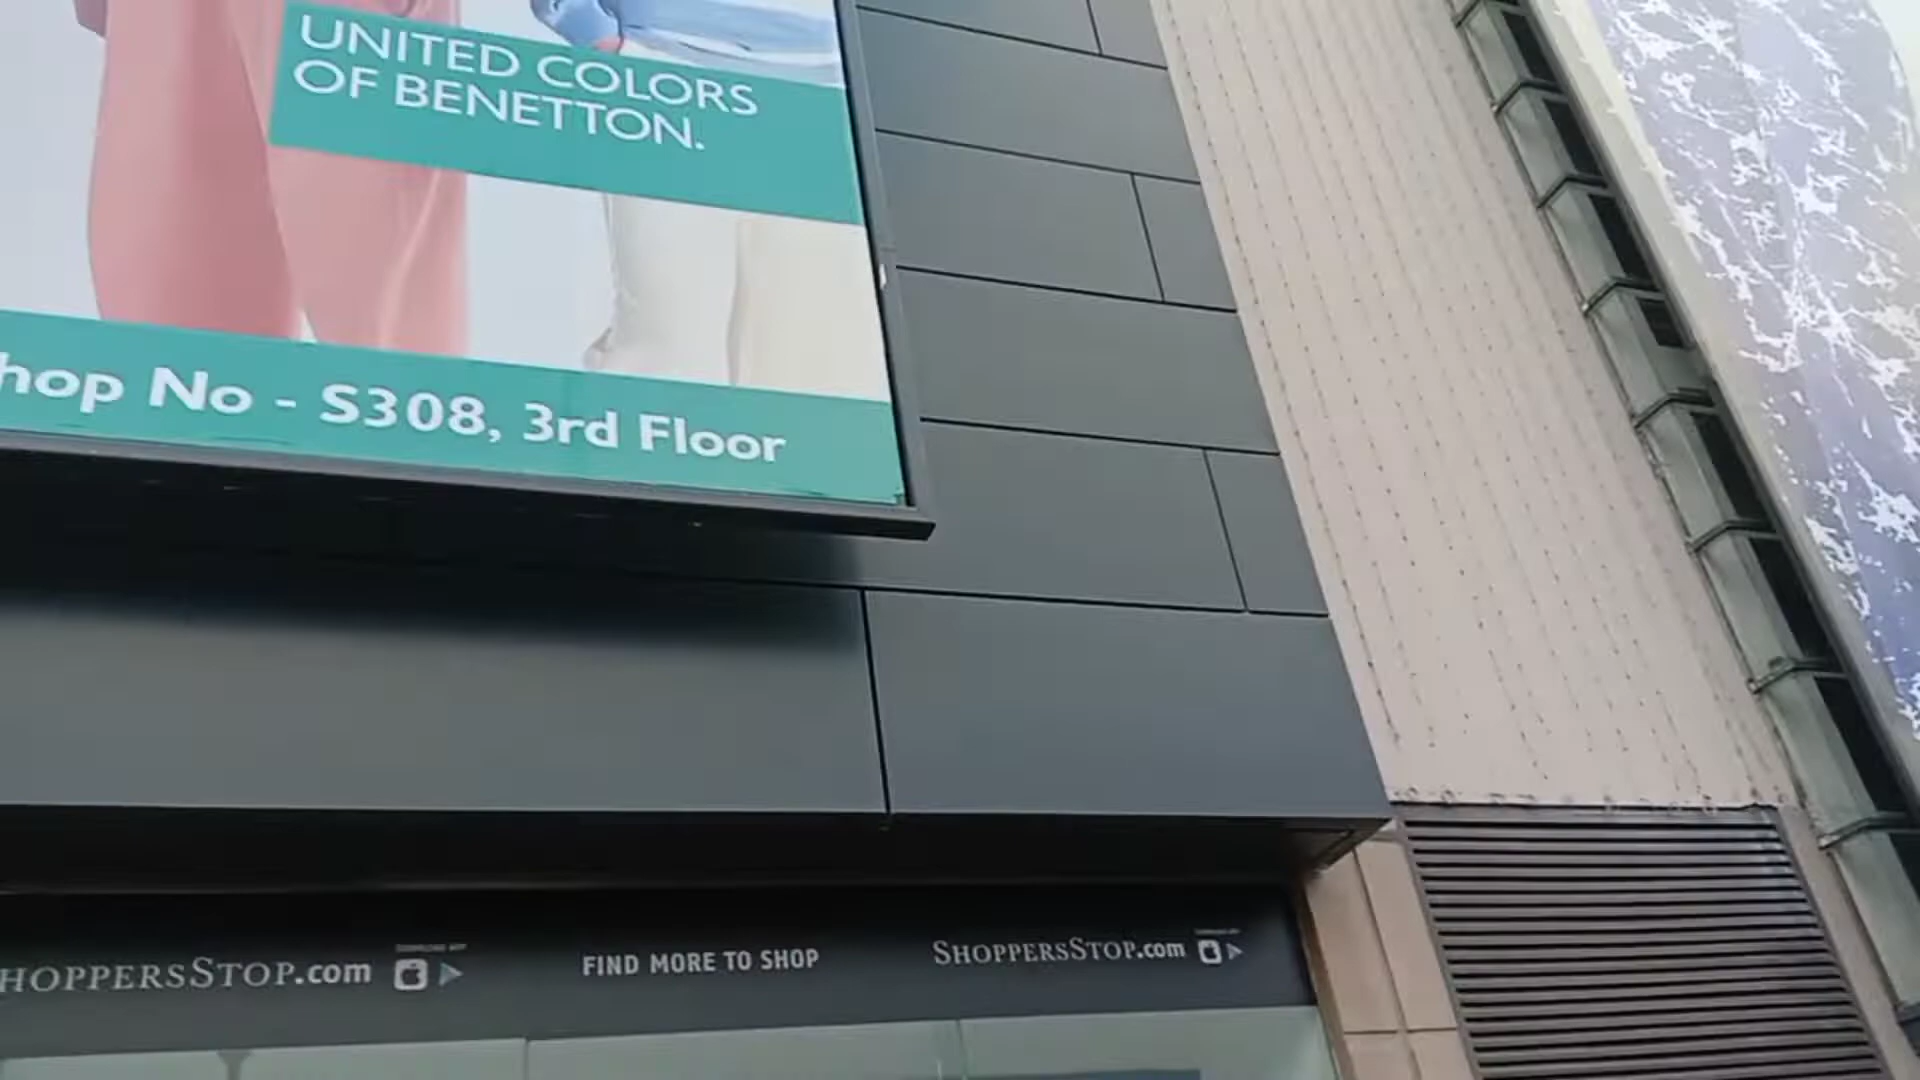 UNITED COLORS
OF BENETTON.
hop No - S308, 3rd Floor
HOPPERSSTOP.com
FIND MORE TO SHOP
SHOPPERSSTOP.com